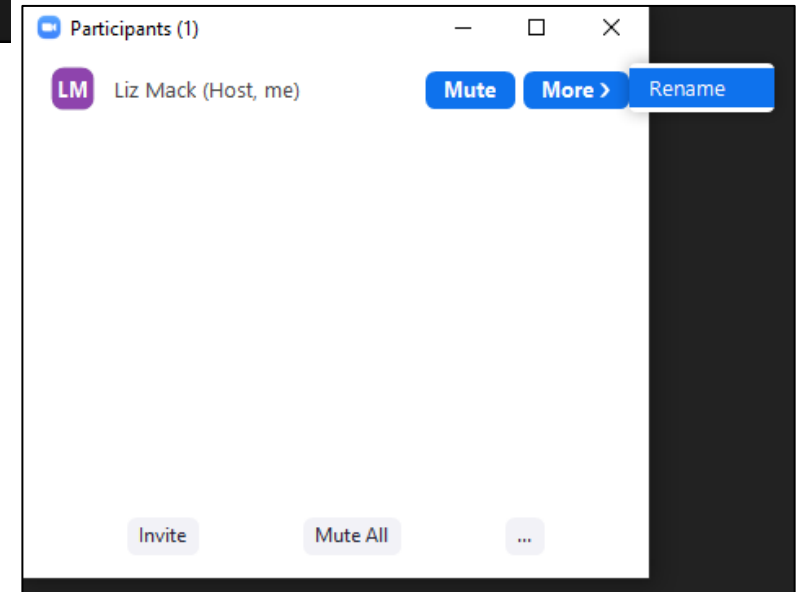 Participants (1)
LM Liz Mack (Host, me) Mute More > Rename
Invite Mute All ...